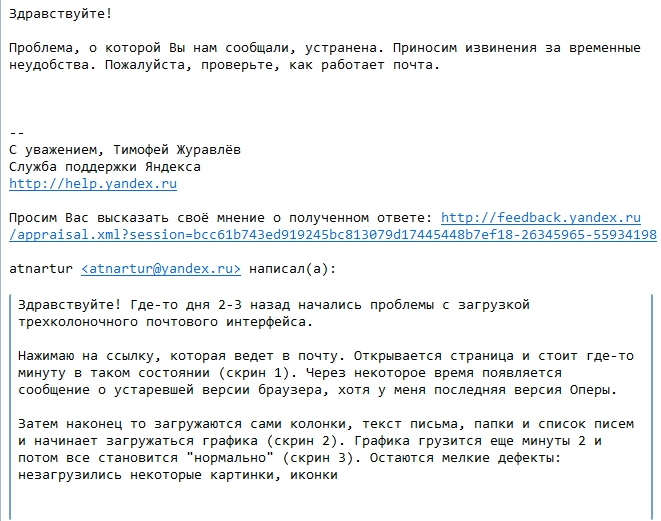 Здравствуйте!
Проблема, о которой Вы нам сообщали, устранена. Приносим извинения за временные
неудобства. Пожалуйста, проверьте, как работает почта.
--
С уважением, Тимофей Журавлёв
Служба поддержки Яндекса
http://help.yandex.ru
Просим Вас высказать своё мнение о полученном ответе: http://feedback.yandex.ru
/appraisal.xml?session=bcc61b743ed919245bc813079d17445448b7ef18-26345965-55934198
atnartur <atnartur@yandex.ru> написал(а):
Здравствуйте! Где-то дня 2-3 назад начались проблемы с загрузкой
трехколоночного почтового интерфейса.
Нажимаю на ссылку, которая ведет в почту. Открывается страница и стоит где-то
минуту в таком состоянии (скрин 1). Через некоторое время появляется
сообщение о устаревшей версии браузера, хотя у меня последняя версия Оперы.
Затем наконец то загружаются сами колонки, текст письма, папки и список писем
и начинает загружаться графика (скрин 2). Графика грузится еще минуты 2 и
потом все становится "нормально" (скрин 3). Остаются мелкие дефекты:
незагрузились некоторые картинки, иконки